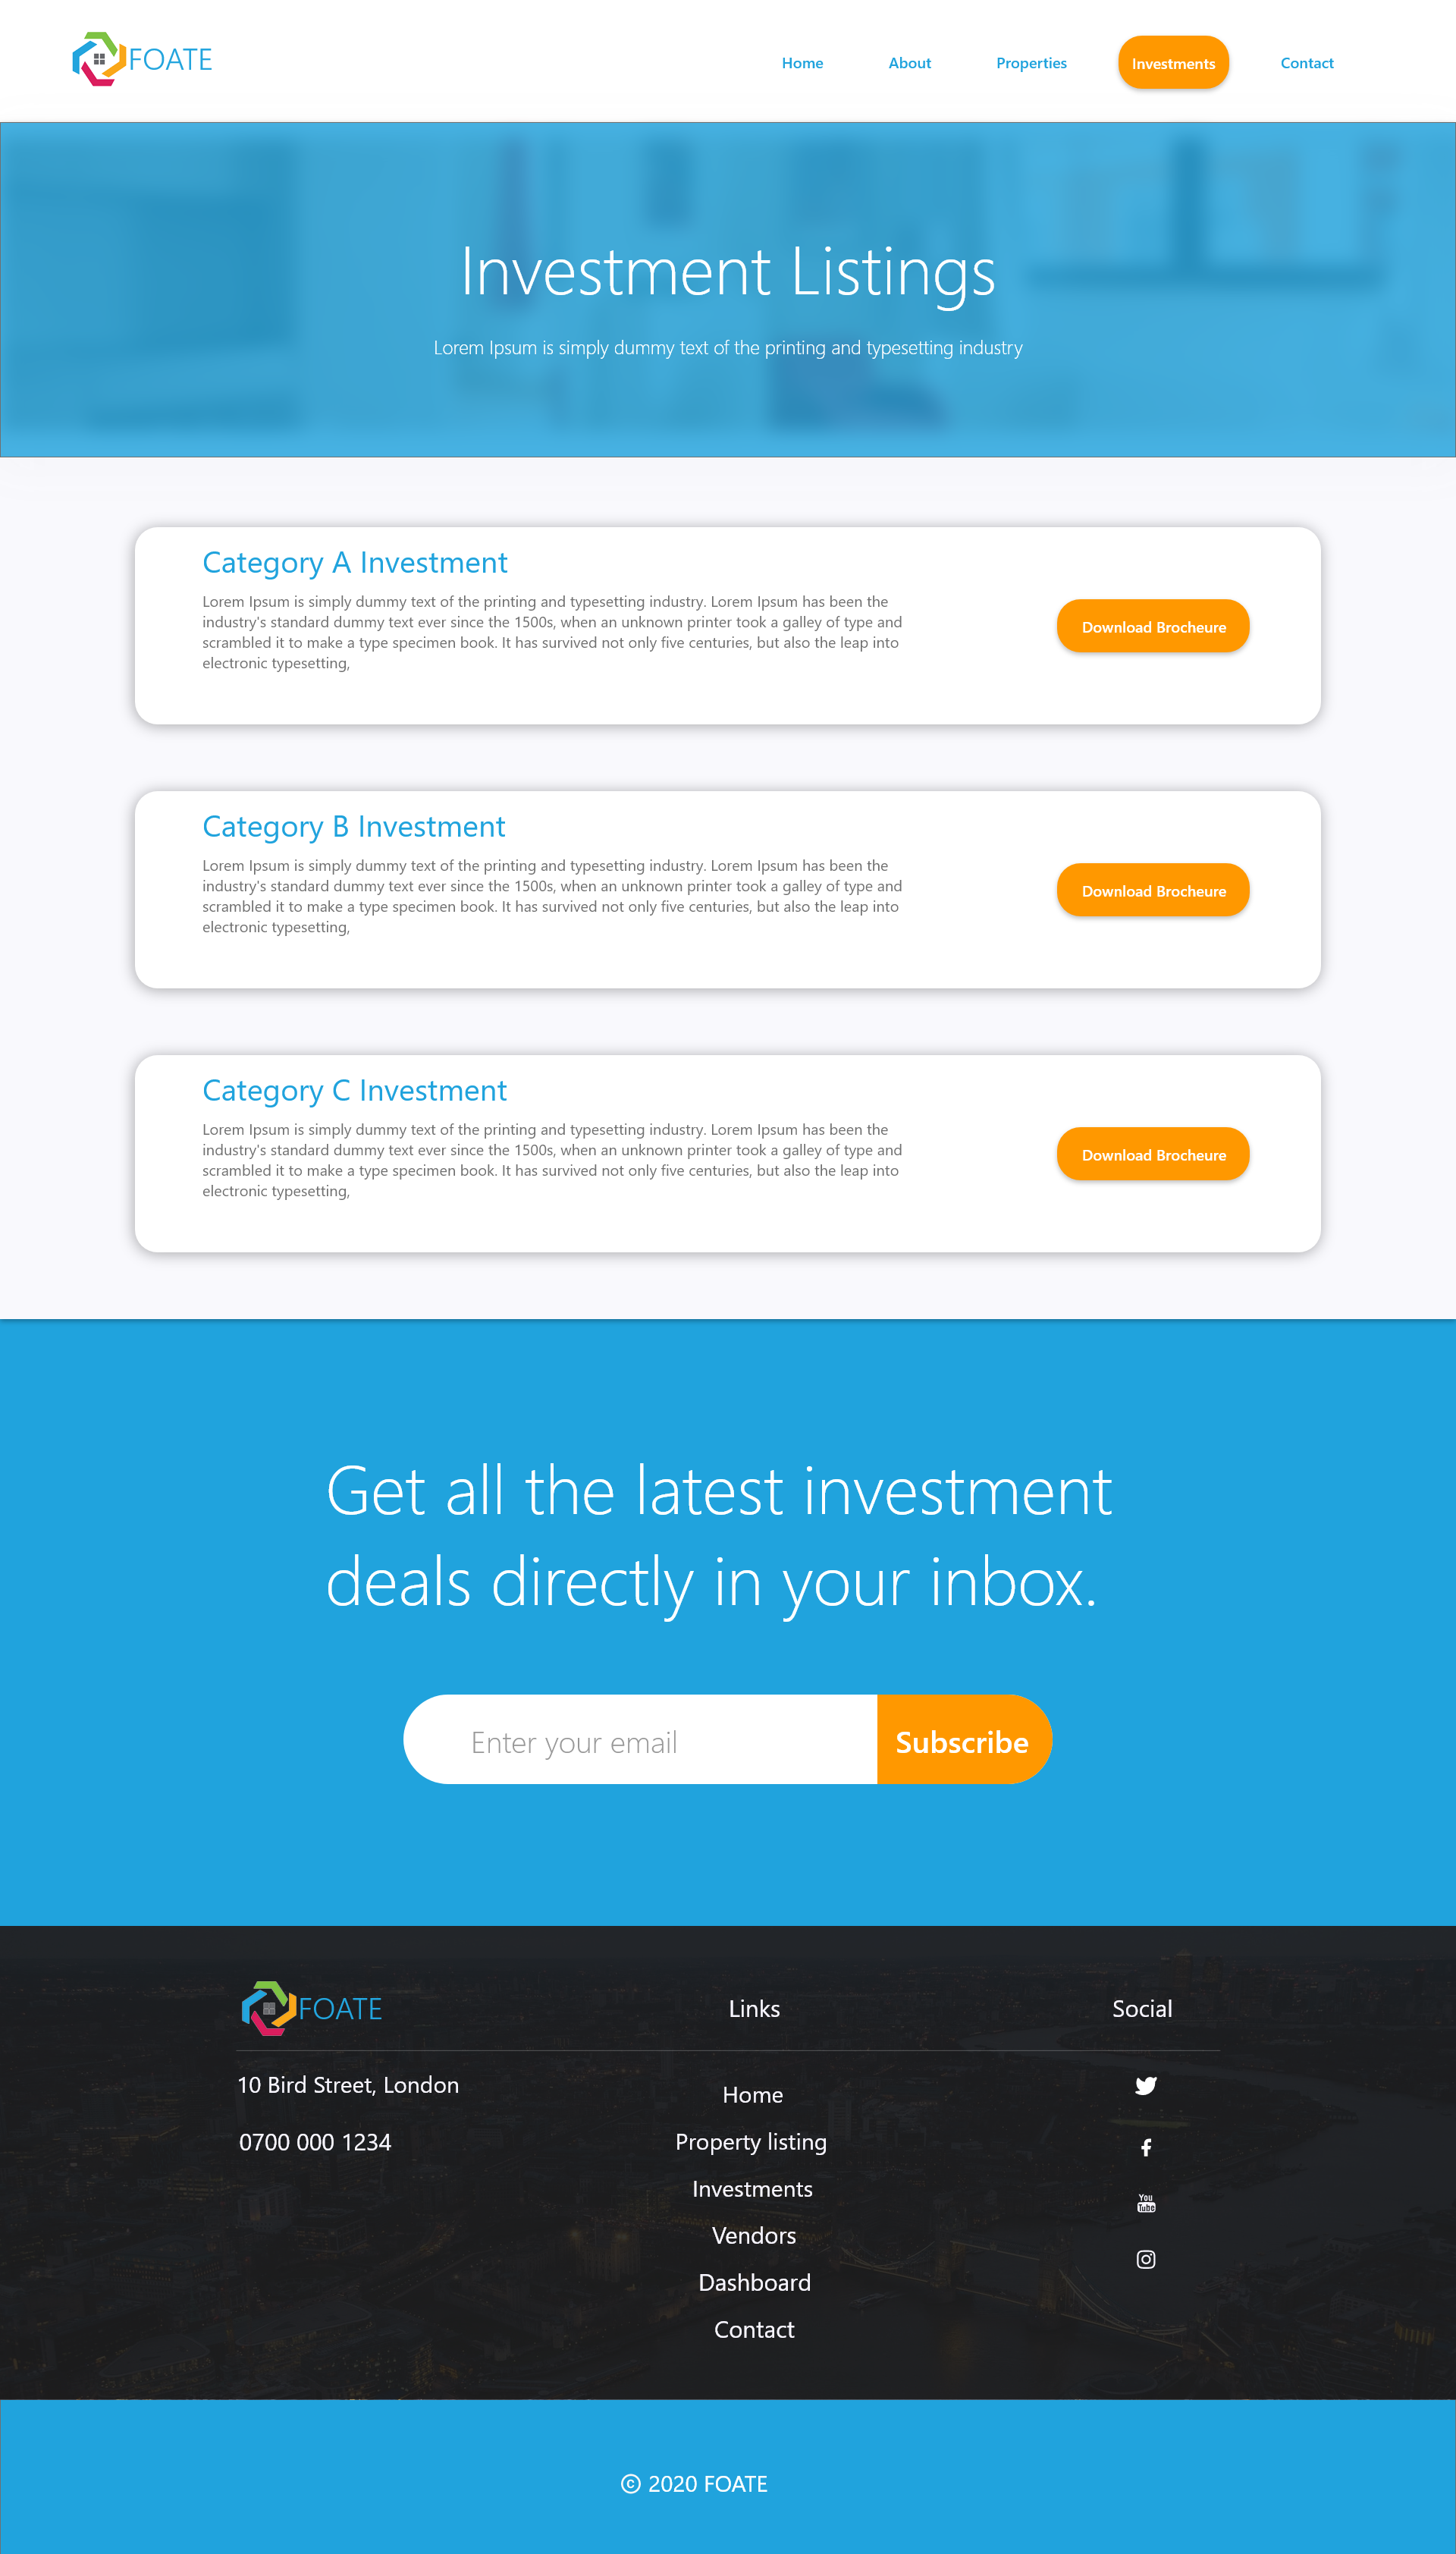 FOATE
Home
About
Properties
Investments
Contact
Investment Listings
Lorem Ipsum is simply dummy text of the printing and typesetting industry
Category A Investment
Lorem Ipsum is simply dummy text of the printing and typesetting industry. Lorem Ipsum has been the
industry's standard dummy text ever since the 1500s, when an unknown printer took a galley of type and
scrambled it to make a type specimen book. It has survived not only five centuries, but also the leap into
electronic typesetting,
Download Brocheure
Category B Investment
Lorem Ipsum is simply dummy text of the printing and typesetting industry. Lorem Ipsum has been the
industry's standard dummy text ever since the 1500s, when an unknown printer took a galley of type and
scrambled it to make a type specimen book. It has survived not only five centuries, but also the leap into
electronic typesetting,
Download Brocheure
Category C Investment
Lorem Ipsum is simply dummy text of the printing and typesetting industry. Lorem Ipsum has been the
industry's standard dummy text ever since the 1500s, when an unknown printer took a galley of type and
scrambled it to make a type specimen book. It has survived not only five centuries, but also the leap into
electronic typesetting,
Download Brocheure
Get all the latest investment
deals directly in your inbox.
Enter your email
Subscribe
FOATE
10 Bird Street, London
0700 000 1234
Links
Home
Property listing
Investments
Vendors
Dashboard
Contact
Social
You
Tube
© 2020 FOATE